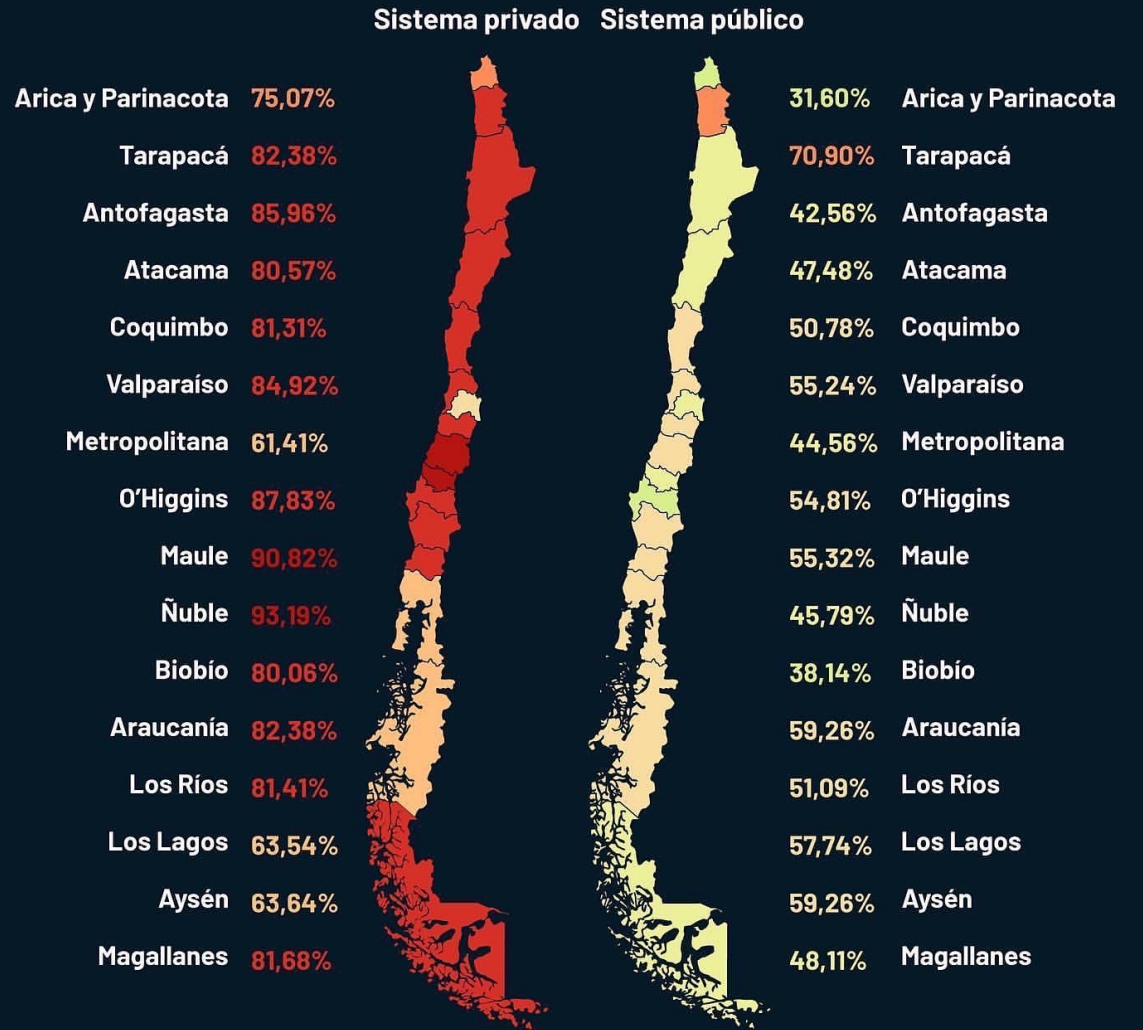 Sistema privado Sistema público
Arica y Parinacota 75,07% 31,60% Arica y Parinacota
Tarapacá 82,38% 70,90% Tarapacá
Antofagasta 85,96% 42,56% Antofagasta
Atacama 80,57% 47,48% Atacama
Coquimbo 81,31% 50,78% Coquimbo
Valparaíso 84,92% 55,24% Valparaíso
Metropolitana 61,41% 44,56% Metropolitana
O’Higgins 87,83% 54,81% O’Higgins
Maule 90,82% 55,32% Maule
Ñuble 93,19% 45,79% Ñuble
Biobío 80,06% 38,14% Biobío
Araucanía 82,38% 59,26% Araucanía
Los Ríos 81,41% 51,09% Los Ríos
Los Lagos 63,54% 57,74% Los Lagos
Aysén 63,64% 59,26% Aysén
Magallanes 81,68% 48,11% Magallanes